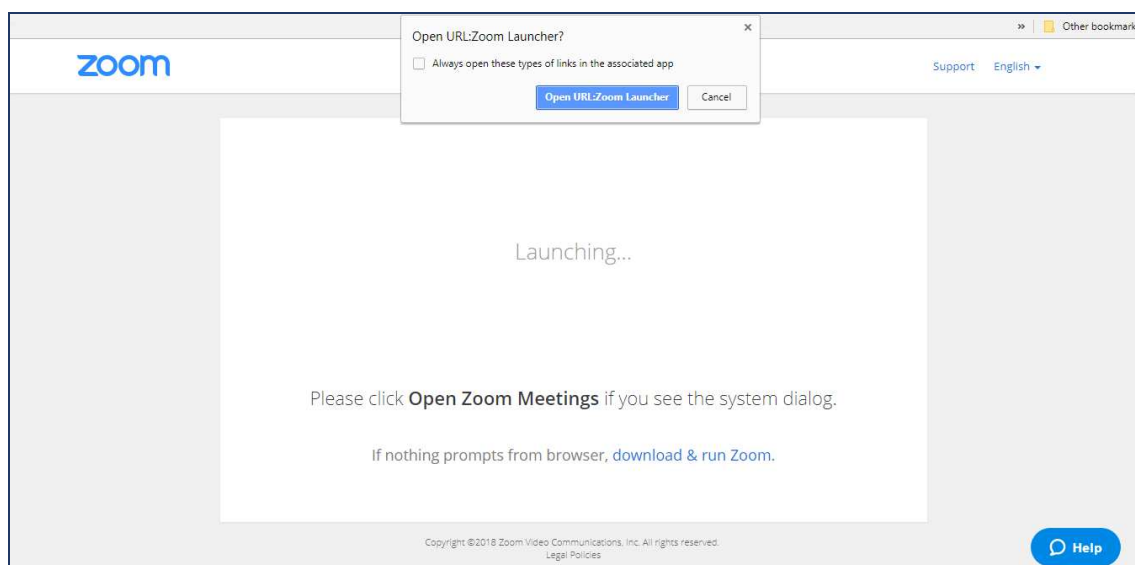 » Other bookmark
Open URL:Zoom Launcher? ×
Always open these types of links in the associated app
Open URL:Zoom Launcher Cancel
zoom
Support English
Launching...
Please click Open Zoom Meetings if you see the system dialog.
If nothing prompts from browser, download & run Zoom.
Copyright ©2018 Zoom Video Communications, Inc. All rights reserved.
Legal Policies
Help